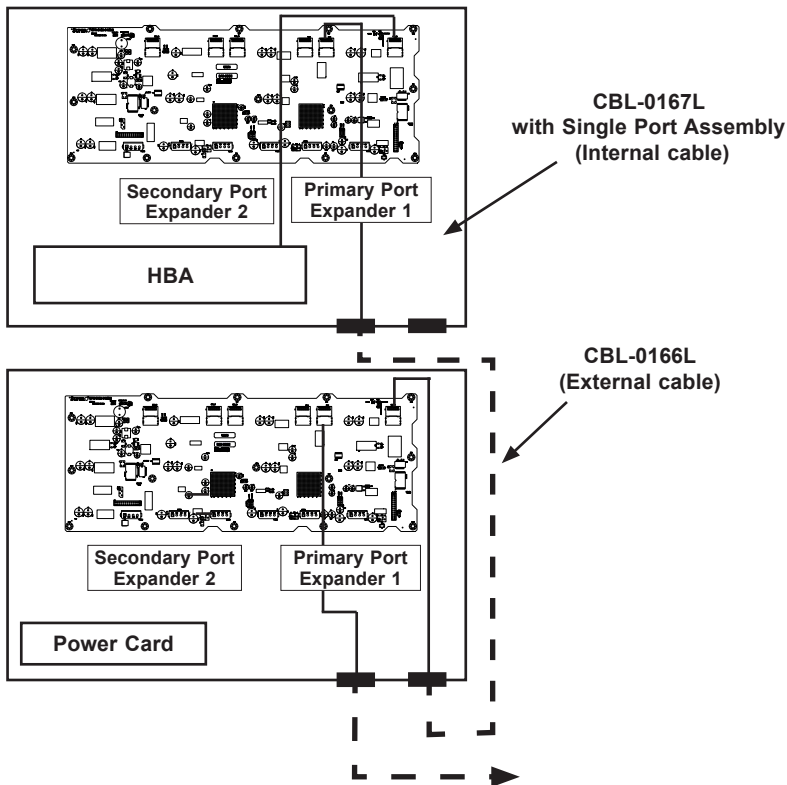 CBL-0167L
with Single Port Assembly
(Internal cable)
Secondary Port
Expander 2
Primary Port
Expander 1
HBA
CBL-0166L
(External cable)
Secondary Port
Expander 2
Primary Port
Expander 1
Power Card